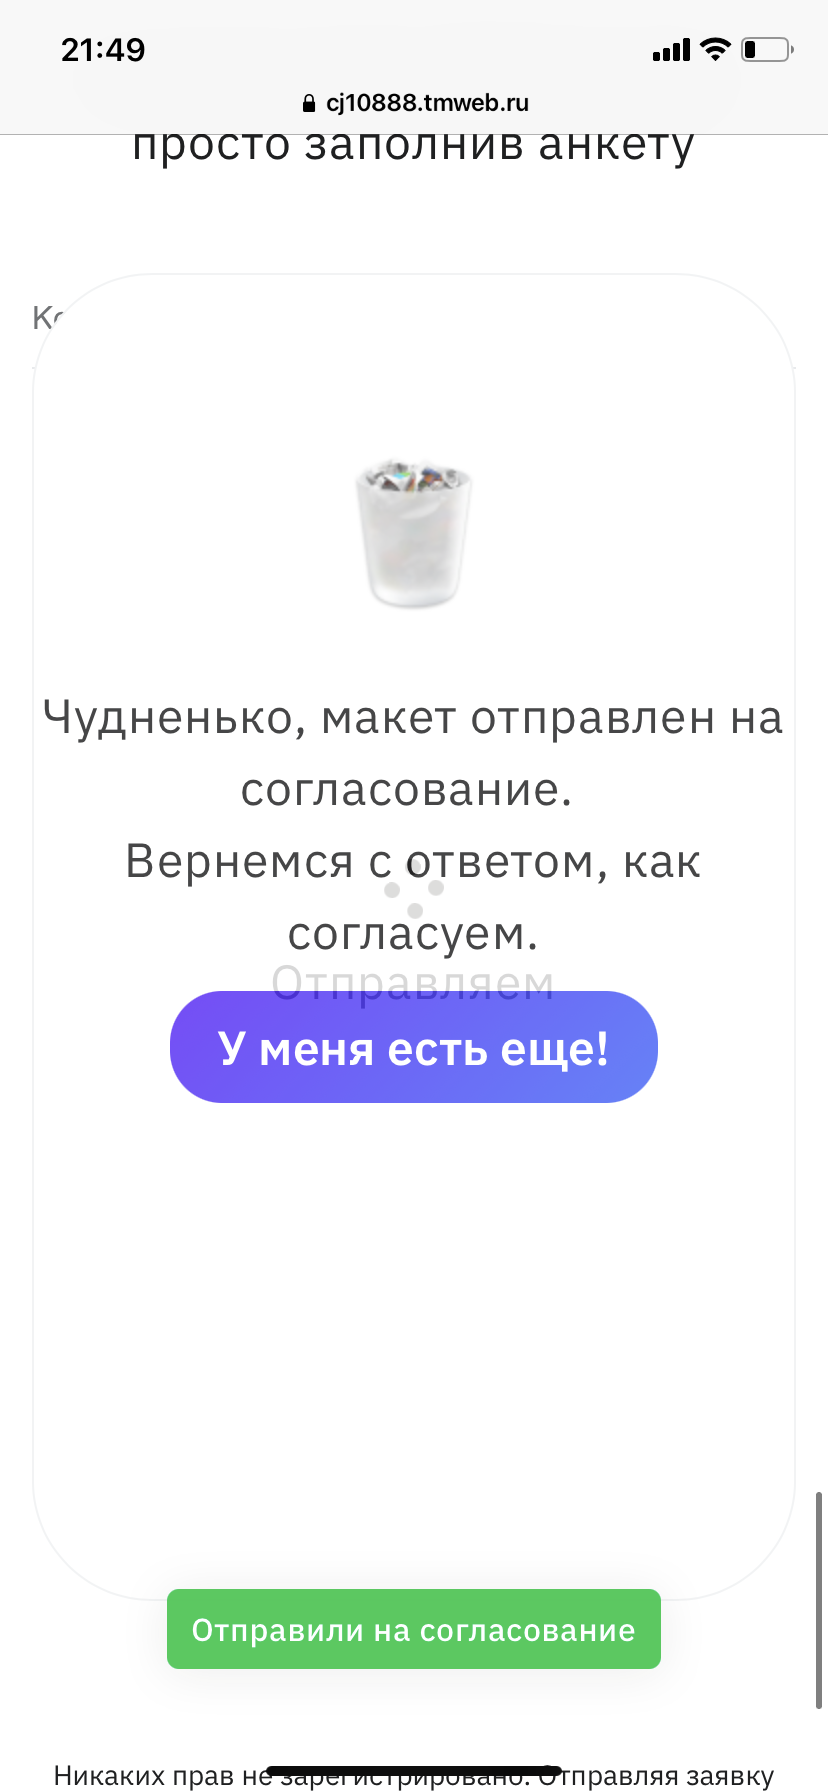 21:49
cj10888.tmweb.ru
просто заполнив анкету
Чудненько, макет отправлен на
согласование.
Вернемся с ответом, как
согласуем.
Отправляем
У меня есть еще!
Отправили на согласование
Никаких прав не зарегистрировано. Отправляя заявку